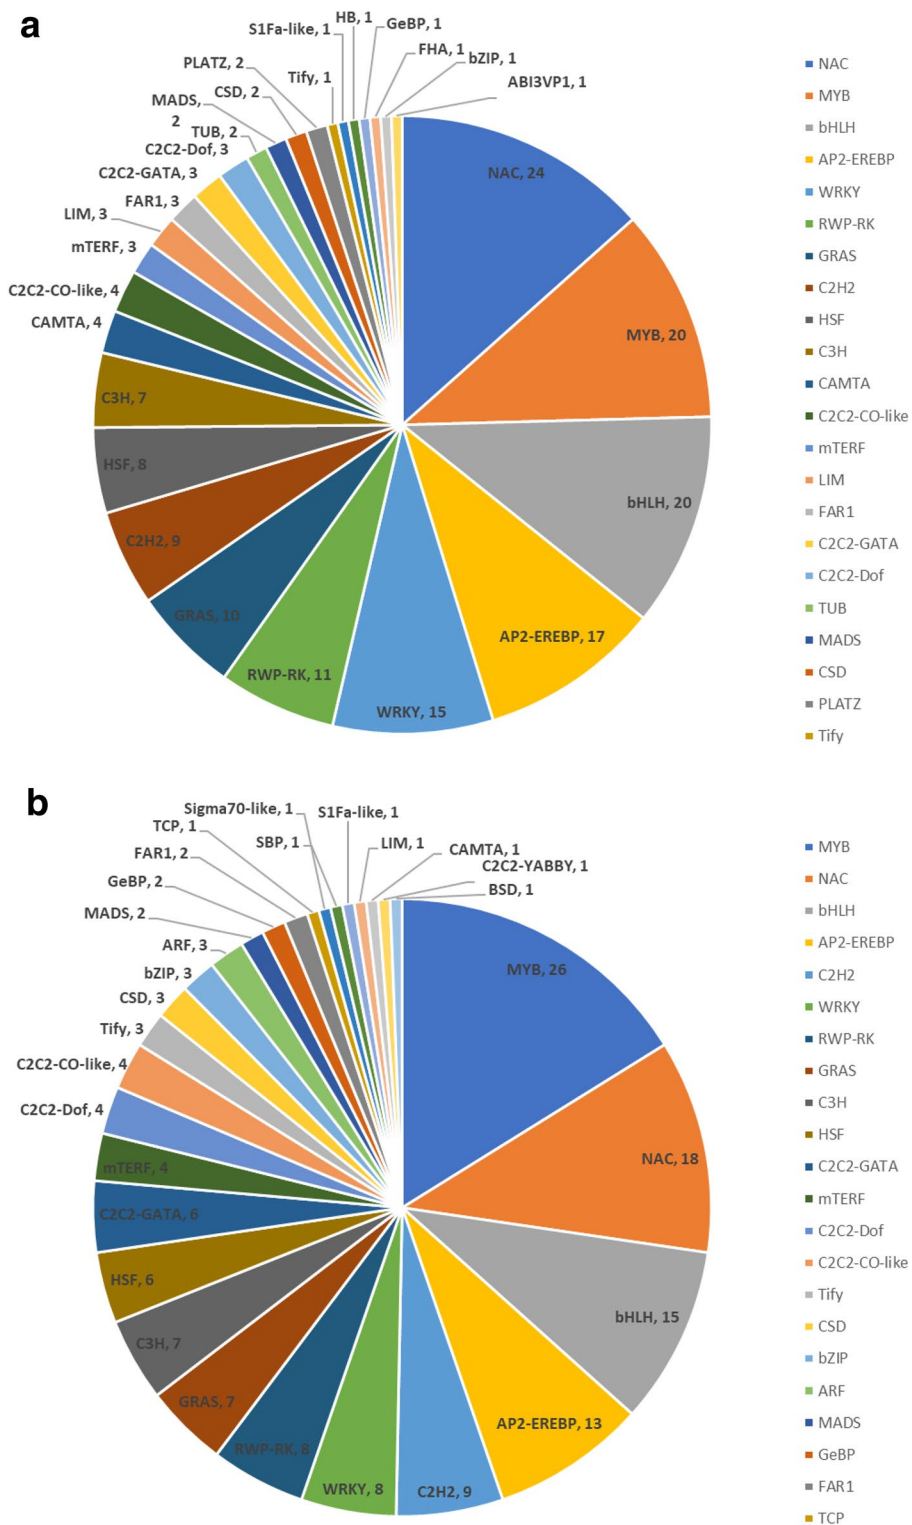 a
NAC, 24
MYB, 20
bHLH, 20
AP2-EREBP, 17
WRKY, 15
RWP-RK, 11
GRAS, 10
C2H2, 9
HSF, 8
C3H, 7
CAMTA, 4
C2C2-CO-like, 4
mTERF, 3
LIM, 3
FAR1, 3
C2C2-GATA, 3
C2C2-Dof, 3
TUB, 2
MADS,
2
CSD, 2
PLATZ, 2
Tify, 1
S1Fa-like, 1
HB, 1
GeBP, 1
FHA, 1
bZIP, 1
ABI3VP1, 1
NAC
MYB
bHLH
AP2-EREBP
WRKY
RWP-RK
GRAS
C2H2
HSF
C3H
CAMTA
C2C2-CO-like
mTERF
LIM
FAR1
C2C2-GATA
C2C2-Dof
TUB
MADS
CSD
PLATZ
Tify
b
MYB, 26
NAC, 18
bHLH, 15
AP2-EREBP, 13
C2H2, 9
WRKY, 8
RWP-RK, 8
GRAS, 7
C3H, 7
HSF, 6
C2C2-GATA, 6
mTERF, 4
C2C2-Dof, 4
C2C2-CO-like, 4
Tify, 3
CSD, 3
bZIP, 3
ARF, 3
MADS, 2
GeBP, 2
FAR1, 2
TCP, 1
Sigma70-like, 1
SBP, 1
S1Fa-like, 1
LIM, 1
CAMTA, 1
C2C2-YABBY, 1
BSD, 1
MYB
NAC
bHLH
AP2-EREBP
C2H2
WRKY
RWP-RK
GRAS
C3H
HSF
C2C2-GATA
mTERF
C2C2-Dof
C2C2-CO-like
Tify
CSD
bZIP
ARF
MADS
GeBP
FAR1
TCP